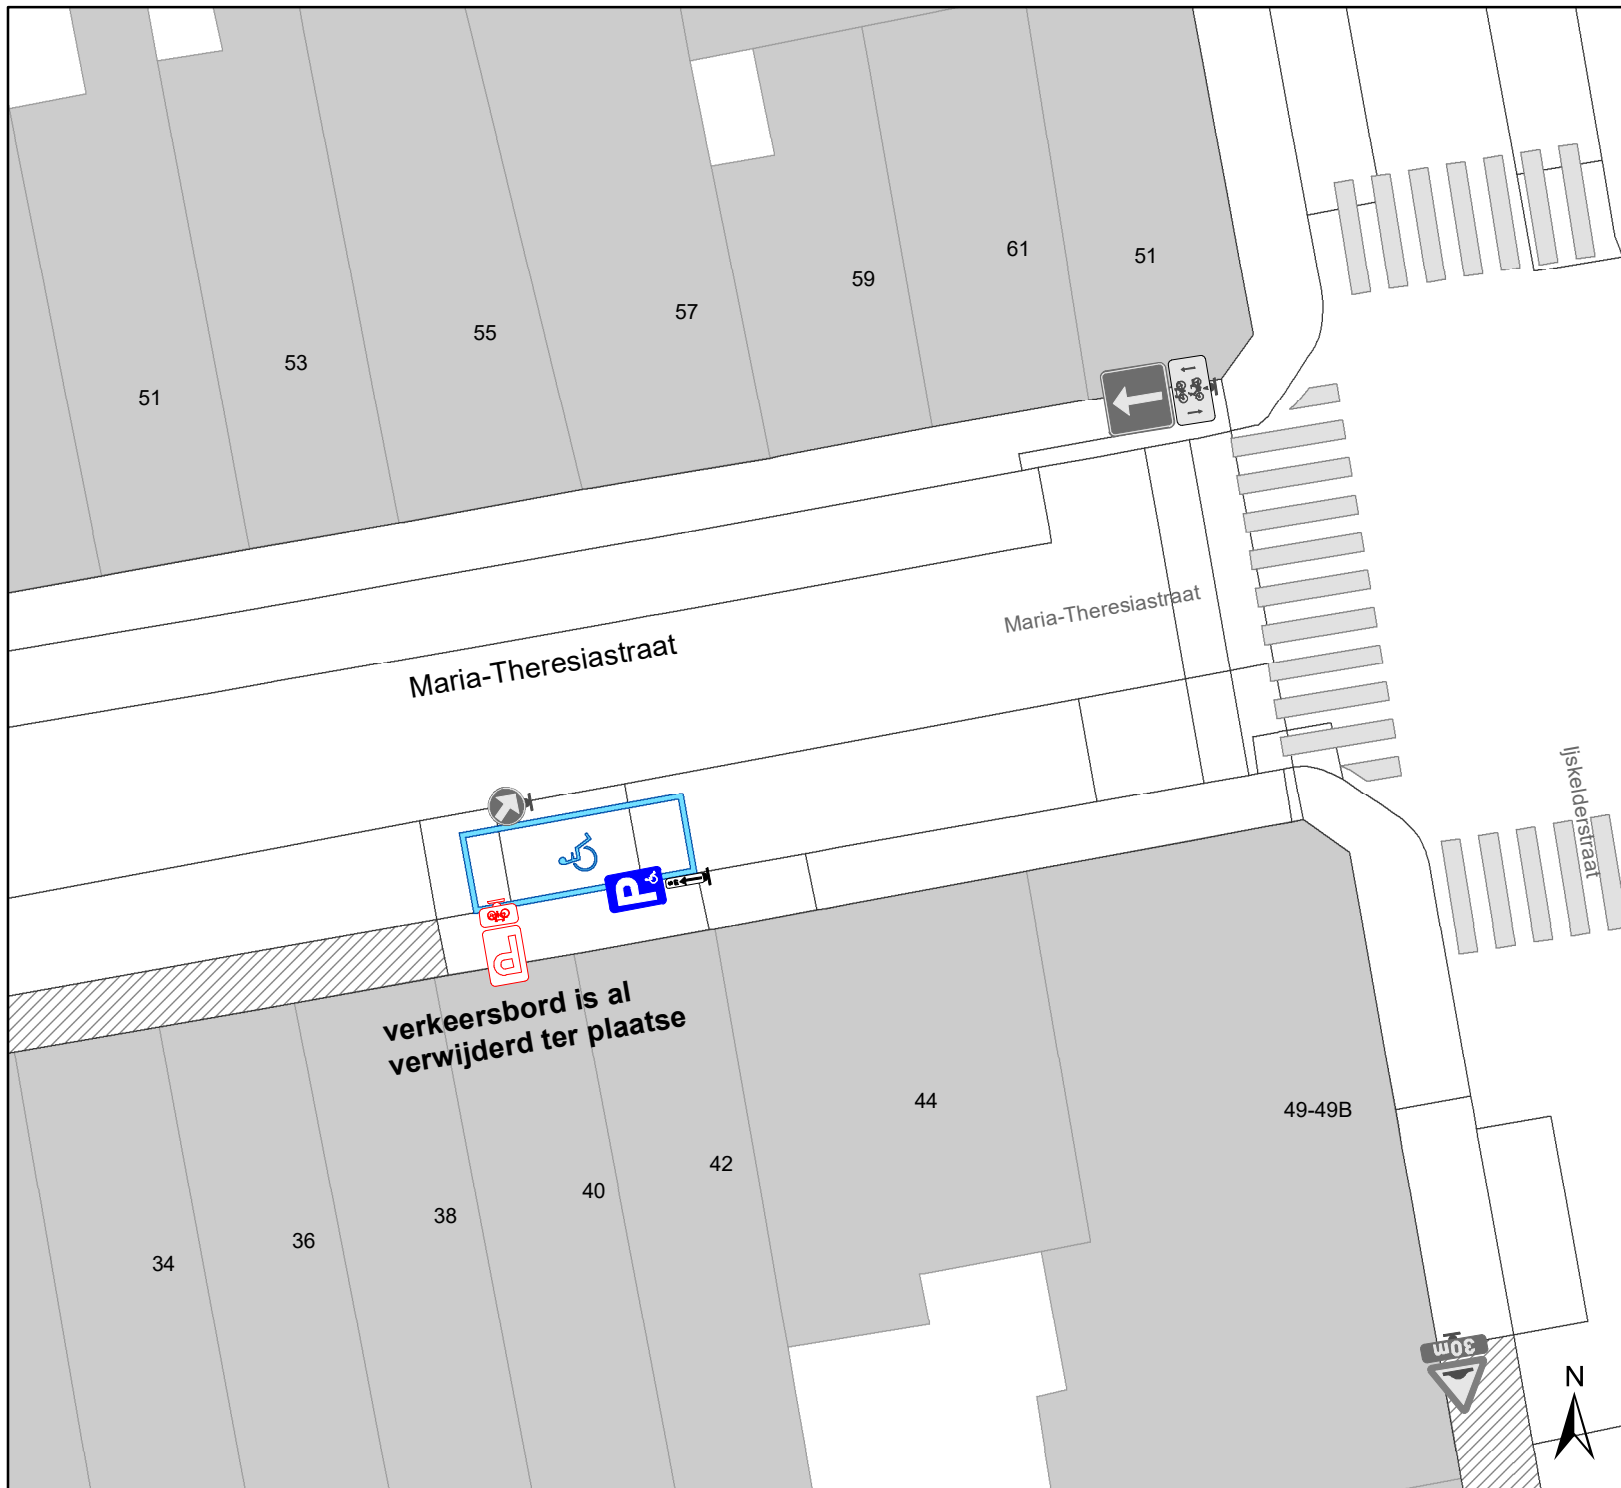 61
51
59
57
55
53
51
Maria-Theresiastraat
Maria-Theresiastraat
Ijskelderstraat
P
P
verkeersbord is al
verwijderd ter plaatse
44
49-49B
42
40
38
36
34
30m
N